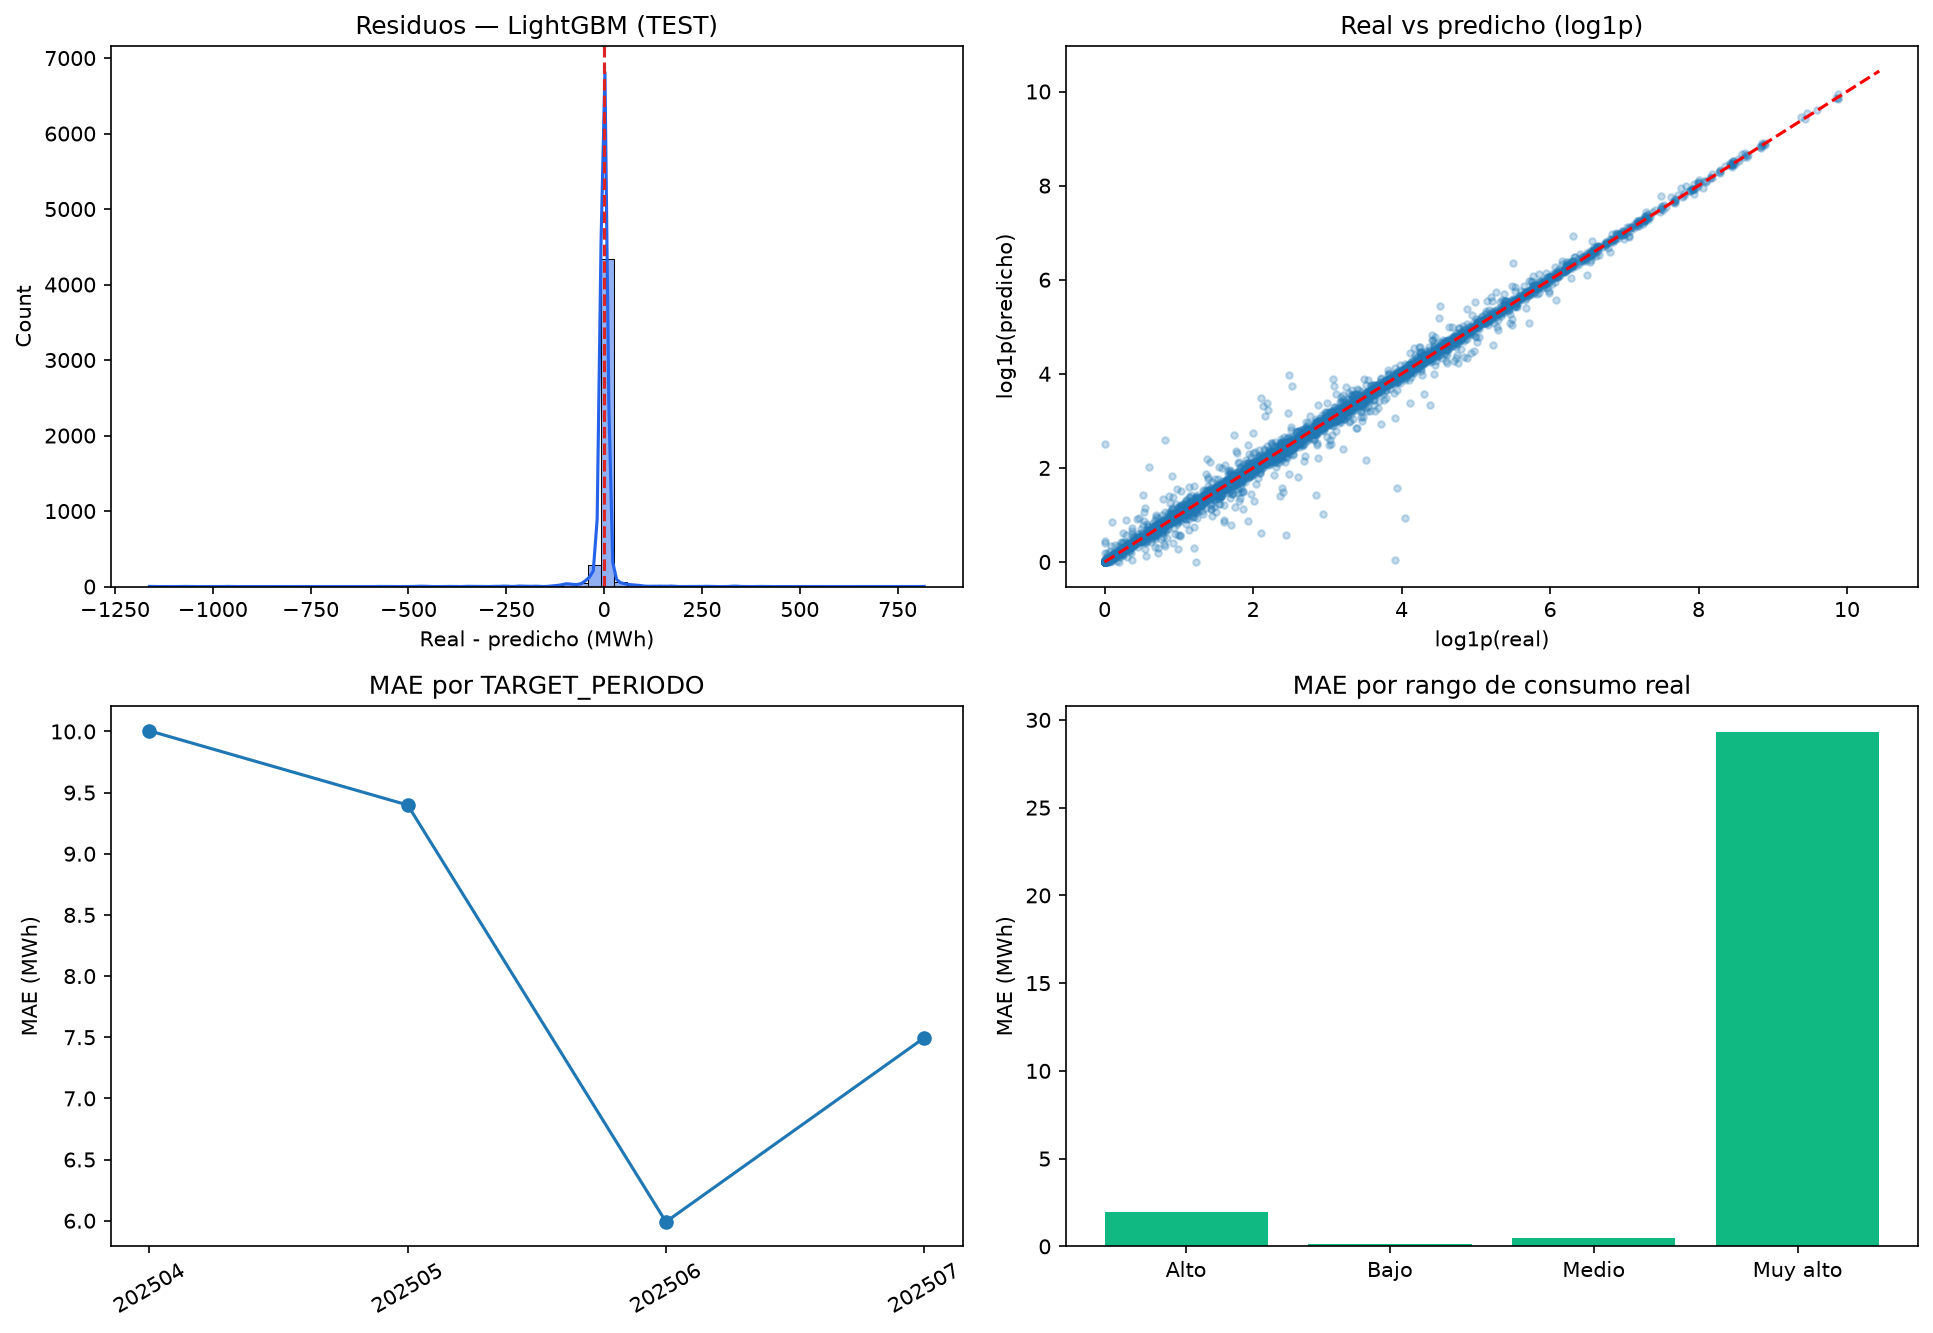 Residuos — LightGBM (TEST)
7000
6000
5000
4000
3000
2000
1000
0
Count
−1250 −1000 −750 −500 −250 0 250 500 750
Real - predicho (MWh)
Real vs predicho (log1p)
10
8
6
4
2
0
log1p(predicho)
0 2 4 6 8 10
log1p(real)
MAE por TARGET_PERIODO
10.0
9.5
9.0
8.5
8.0
7.5
7.0
6.5
6.0
MAE (MWh)
202504 202505 202506 202507
MAE por rango de consumo real
30
25
20
15
10
5
0
MAE (MWh)
Alto Bajo Medio Muy alto